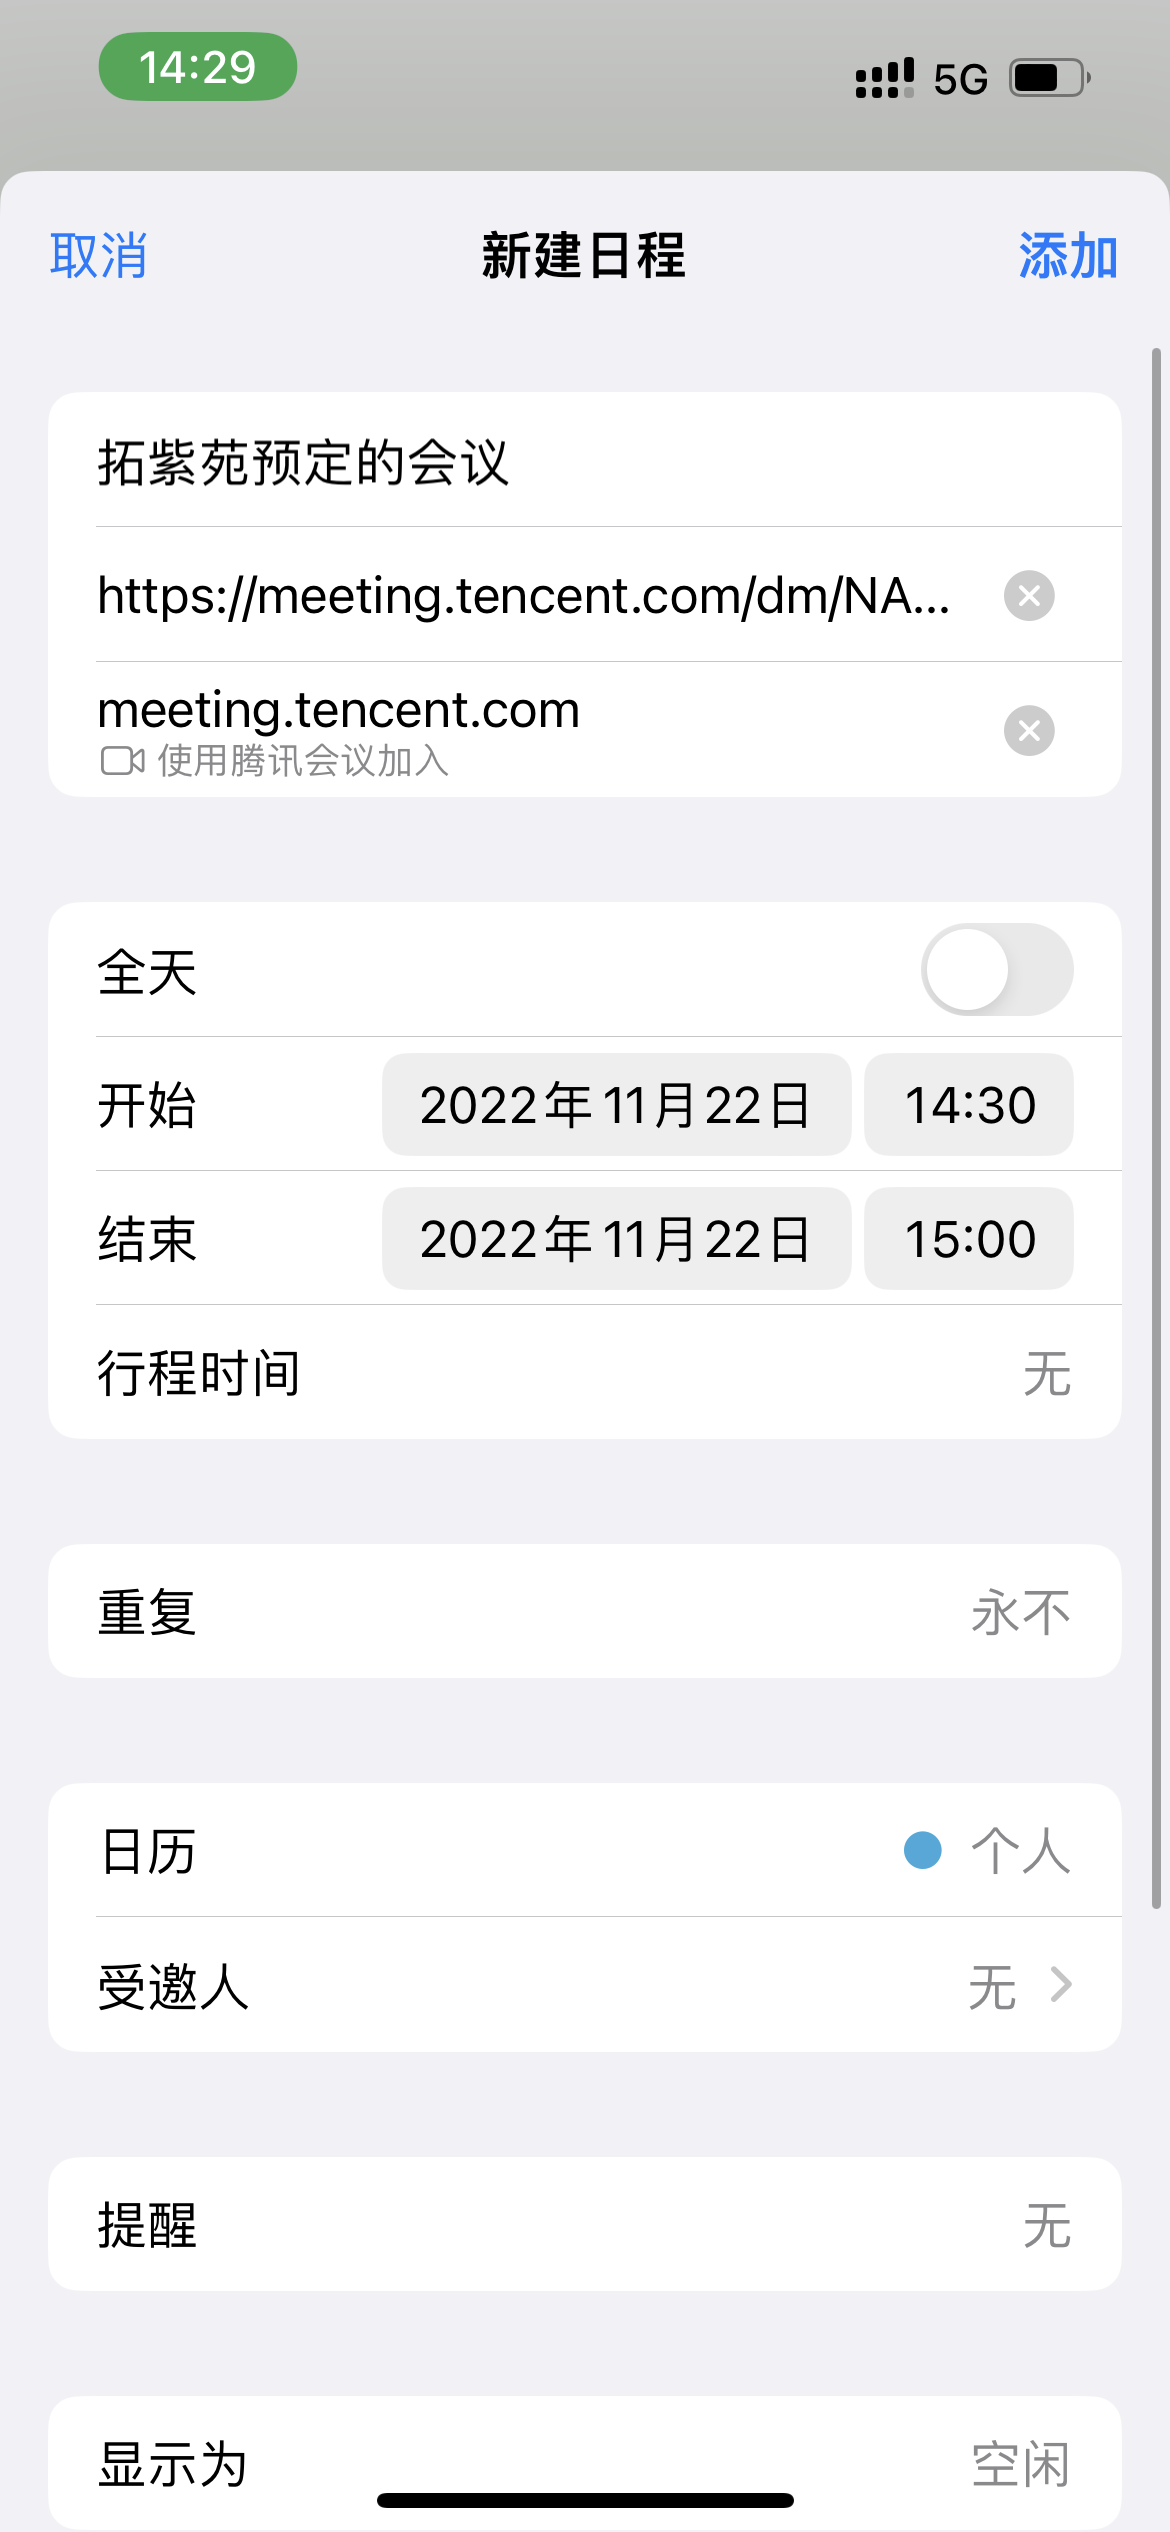 14:29
5G
取消
新建日程
添加
拓紫苑预定的会议
https://meeting.tencent.com/dm/NA...
meeting.tencent.com
使用腾讯会议加入
全天
开始 2022年11月22日 14:30
结束 2022年11月22日 15:00
行程时间 无
重复 永不
日历 个人
受邀人 无
提醒 无
显示为 空闲